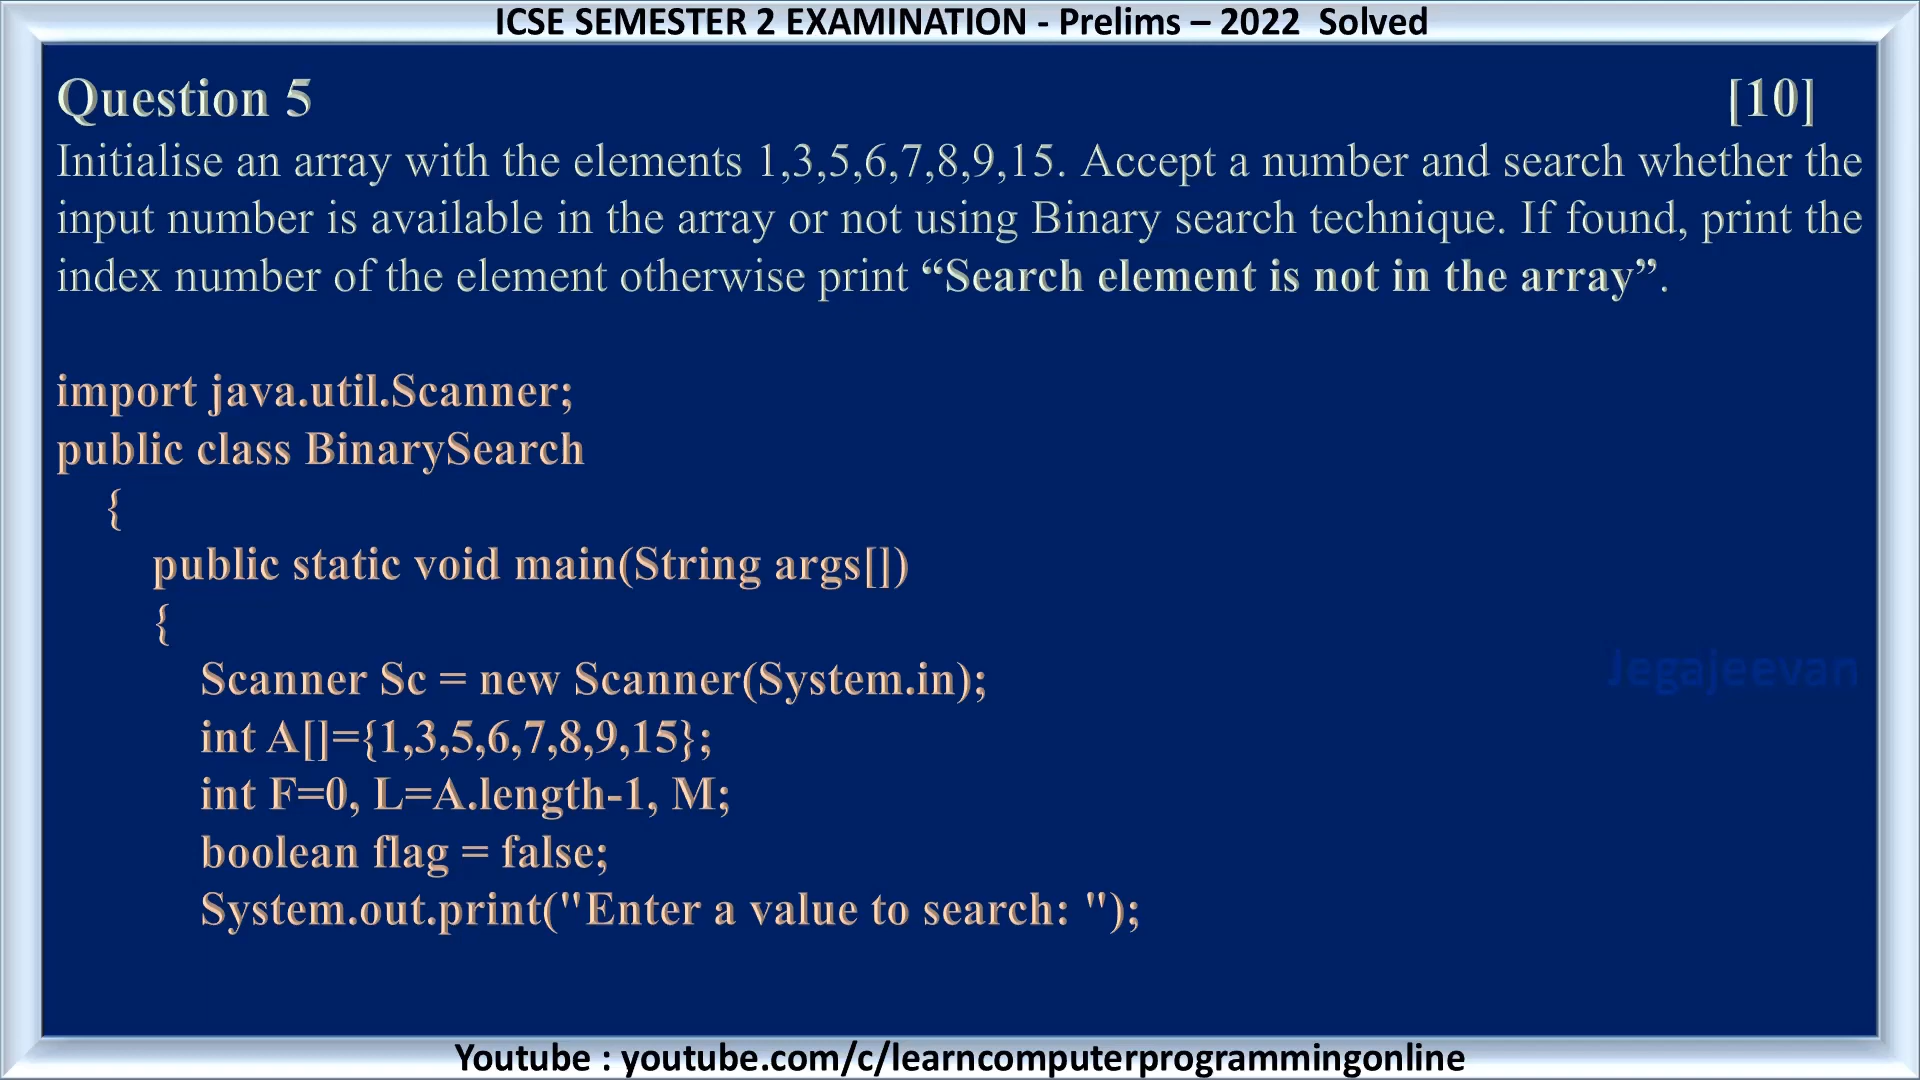 ICSE SEMESTER 2 EXAMINATION - Prelims – 2022 Solved
Question 5 [10]
Initialise an array with the elements 1,3,5,6,7,8,9,15. Accept a number and search whether the
input number is available in the array or not using Binary search technique. If found, print the
index number of the element otherwise print “Search element is not in the array”.
import java.util.Scanner;
public class BinarySearch
{
public static void main(String args[])
{
Scanner Sc = new Scanner(System.in);
Jegajeevan
int A[]={1,3,5,6,7,8,9,15};
int F=0, L=A.length-1, M;
boolean flag = false;
System.out.print("Enter a value to search: ");
Youtube : youtube.com/c/learncomputerprogrammingonline